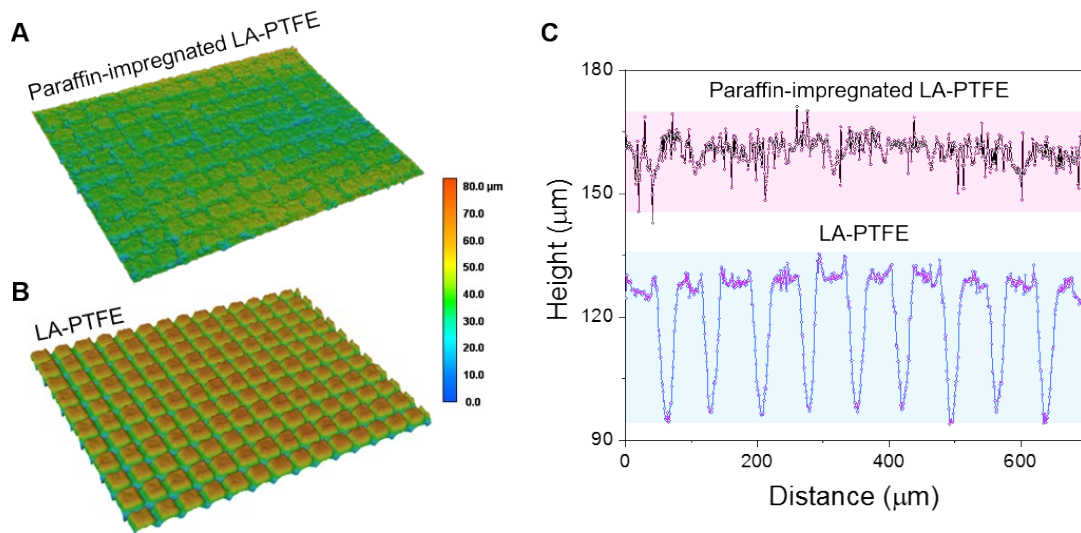 A
Paraffin-impregnated LA-PTFE
80.0 µm
70.0
60.0
50.0
40.0
30.0
20.0
10.0
0.0
B
LA-PTFE
C
180
150
120
90
Height (µm)
Paraffin-impregnated LA-PTFE
LA-PTFE
0 200 400 600
Distance (µm)